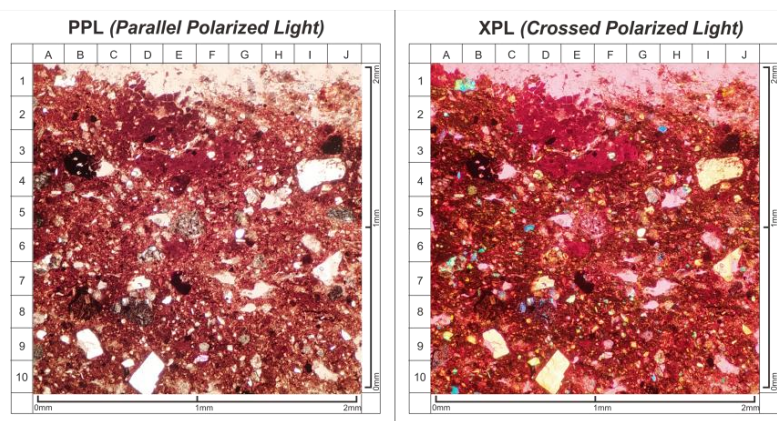 PPL (Parallel Polarized Light)
A B C D E F G H I J
1
2
3
4
5
6
7
8
9
10
2mm
1mm
0mm
0mm 1mm 2mm
XPL (Crossed Polarized Light)
A B C D E F G H I J
1
2
3
4
5
6
7
8
9
10
2mm
1mm
0mm
0mm 1mm 2mm